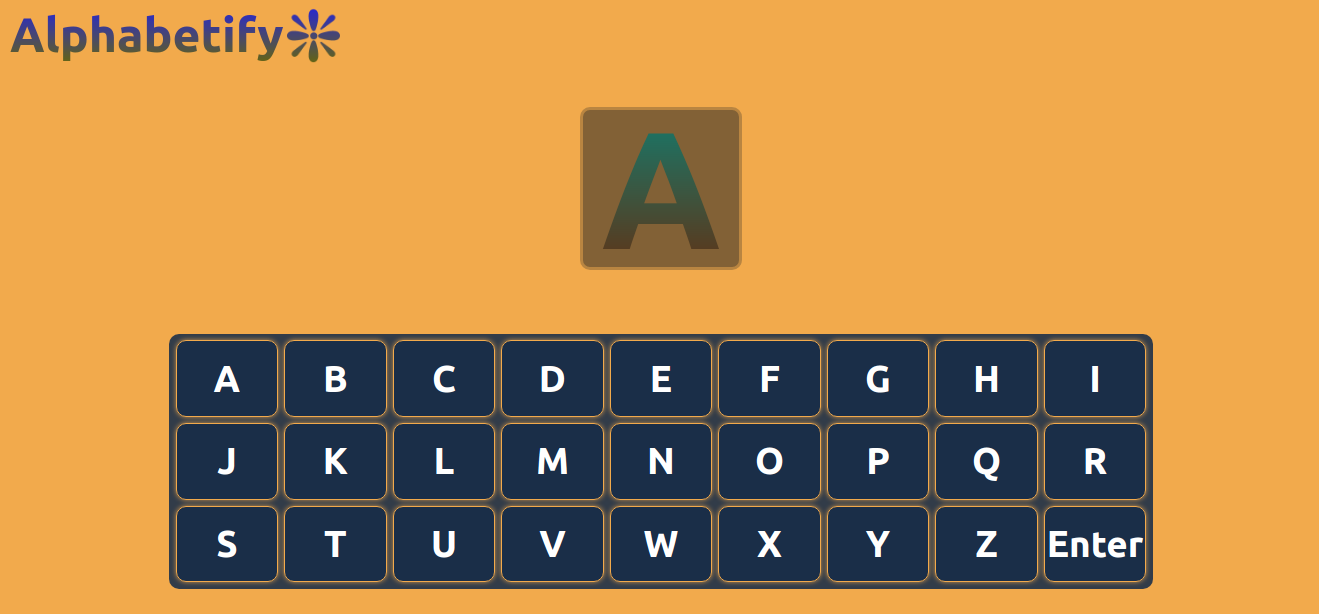 Alphabetify
A
A B C D E F G H I
J K L M N O P Q R
S T U V W X Y Z Enter